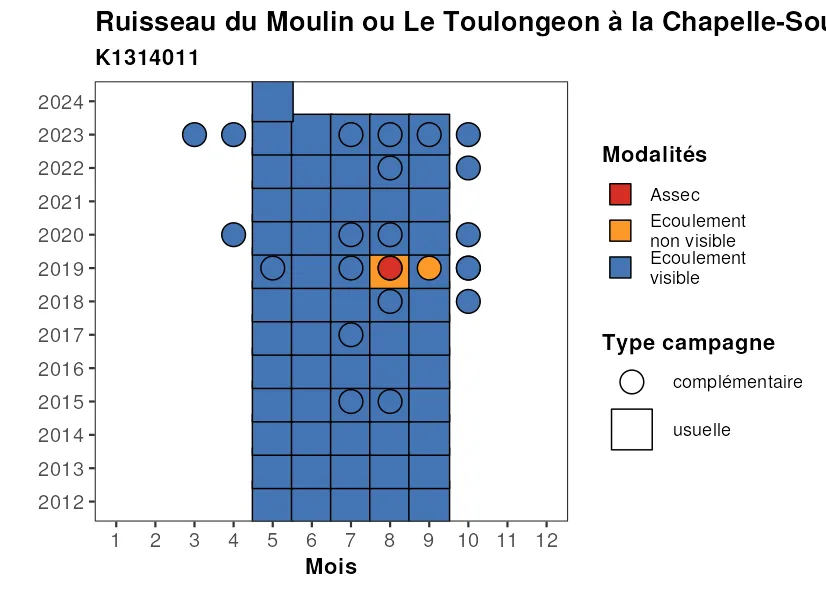 Ruisseau du Moulin ou Le Toulongeon à la Chapelle-Sou
K1314011
2024
2023
2022
2021
2020
2019
2018
2017
2016
2015
2014
2013
2012
1 2 3 4 5 6 7 8 9 10 11 12
Mois
Modalités
Assec
Ecoulement
non visible
Ecoulement
visible
Type campagne
complémentaire
usuelle